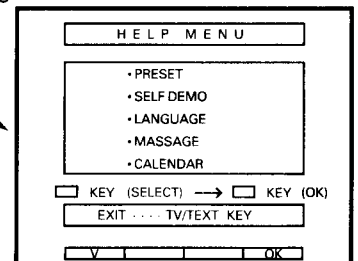 HELP MENU
• PRESET
• SELF DEMO
• LANGUAGE
• MASSAGE
• CALENDAR
KEY (SELECT) --→ KEY (OK)
EXIT ···· TV/TEXT KEY
V OK